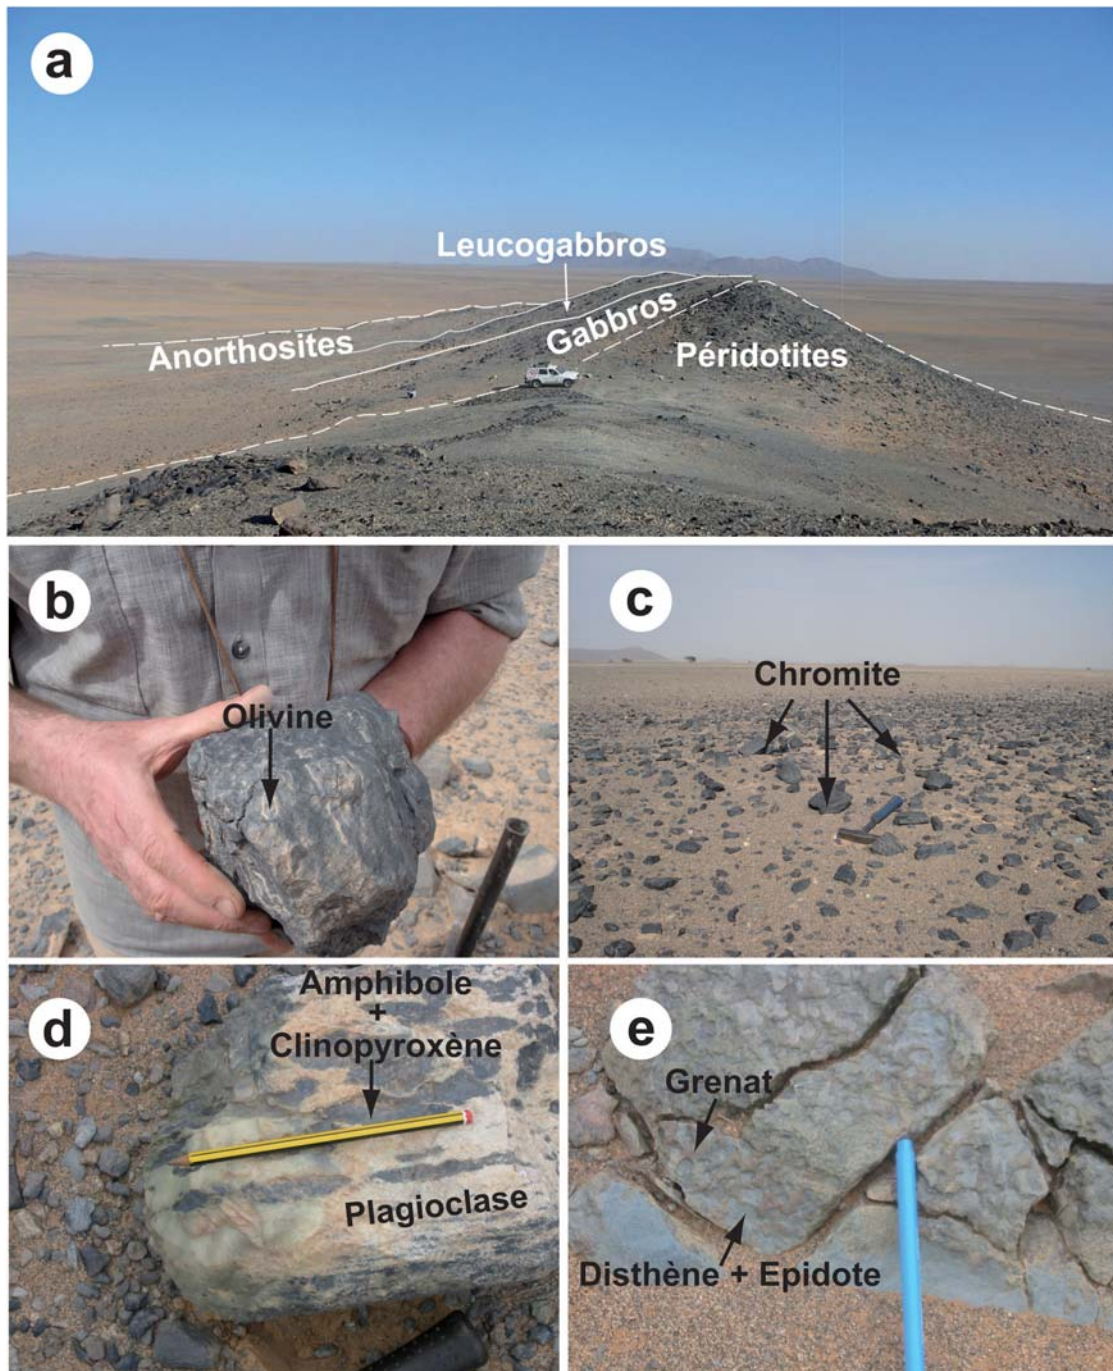 a
Leucogabbros
Gabbros
Anorthosites
Péridotites
b
Olivine
c
Chromite
d
Amphibole
+
Clinopyroxène
Plagioclase
e
Grenat
Disthène + Epidote